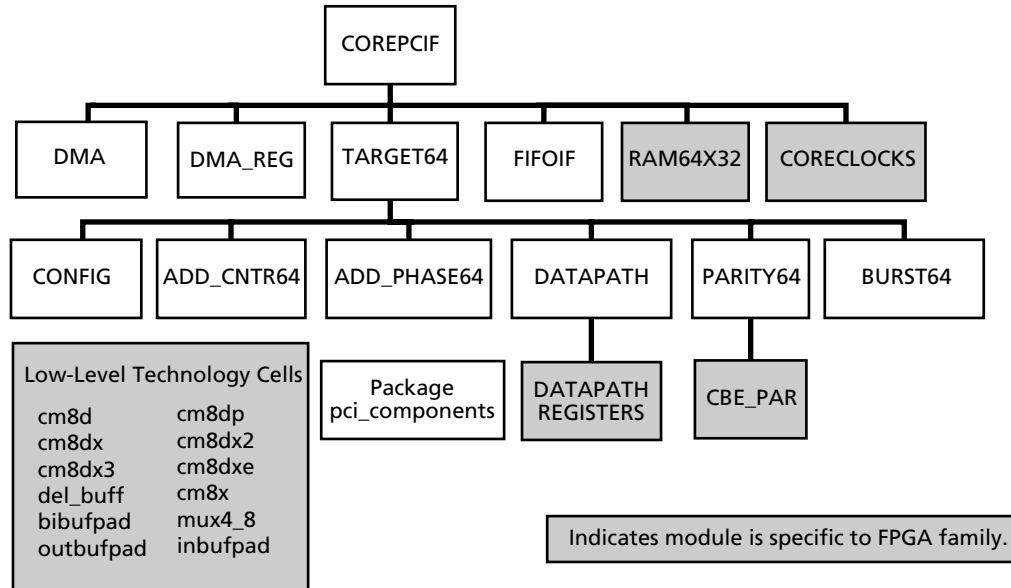 COREPCIF
DMA
DMA_REG
TARGET64
FIFOIF
RAM64X32
CORECLOCKS
CONFIG
ADD_CNTR64
ADD_PHASE64
DATAPATH
PARITY64
BURST64
Low-Level Technology Cells
cm8d
cm8dx
cm8dx3
del_buff
bibufpad
outbufpad
cm8dp
cm8dx2
cm8dxe
cm8x
mux4_8
inbufpad
Package
pci_components
DATAPATH
REGISTERS
CBE_PAR
Indicates module is specific to FPGA family.